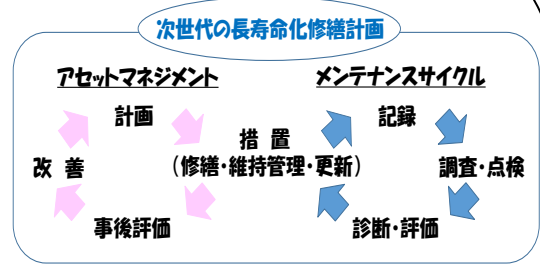 次世代の長寿命化修繕計画
アセットマネジメント
メンテナンスサイクル
計画
記録
措 置
改 善
(修繕・維持管理・更新)
調査・点検
事後評価
診断・評価